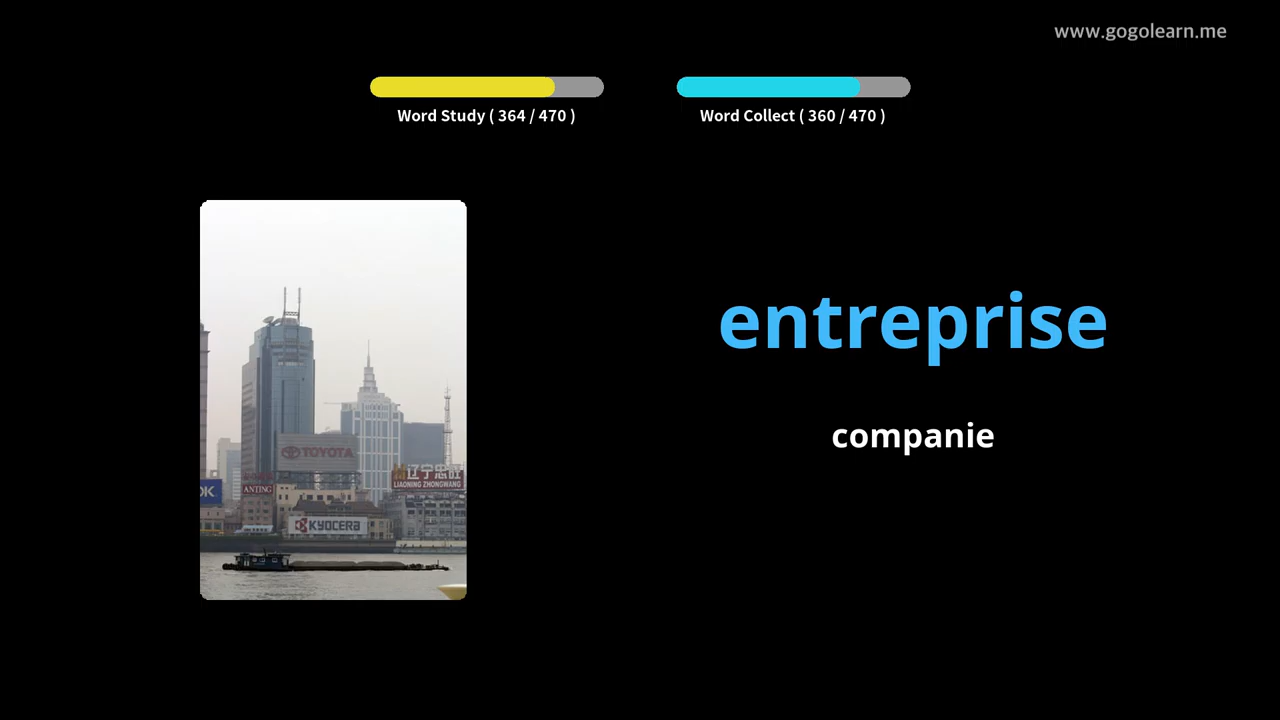 www.gogolearn.me
Word Study ( 364 / 470 )
Word Collect ( 360 / 470 )
entreprise
companie
TOYOTA
辽宁忠旺
LIAONING ZHONGWANG
OK
ANTING
KYOCERA